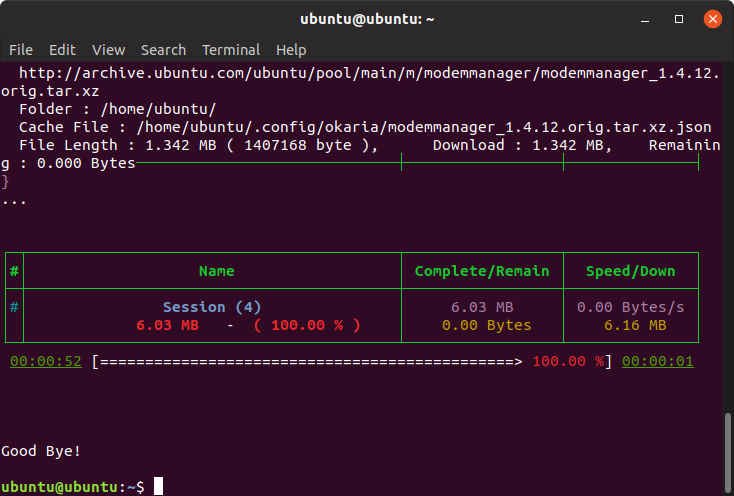 ubuntu@ubuntu: ~
File Edit View Search Terminal Help
http://archive.ubuntu.com/ubuntu/pool/main/m/modemmanager/modemmanager_1.4.12.
orig.tar.xz
Folder : /home/ubuntu/
Cache File : /home/ubuntu/.config/okaria/modemmanager_1.4.12.orig.tar.xz.json
File Length : 1.342 MB ( 1407168 byte ), Download : 1.342 MB, Remainin
g : 0.000 Bytes
}
...
# Name Complete/Remain Speed/Down
# Session (4) 6.03 MB 0.00 Bytes/s
6.03 MB - ( 100.00 % ) 0.00 Bytes 6.16 MB
00:00:52 [==============================================> 100.00 %] 00:00:01
Good Bye!
ubuntu@ubuntu:~$